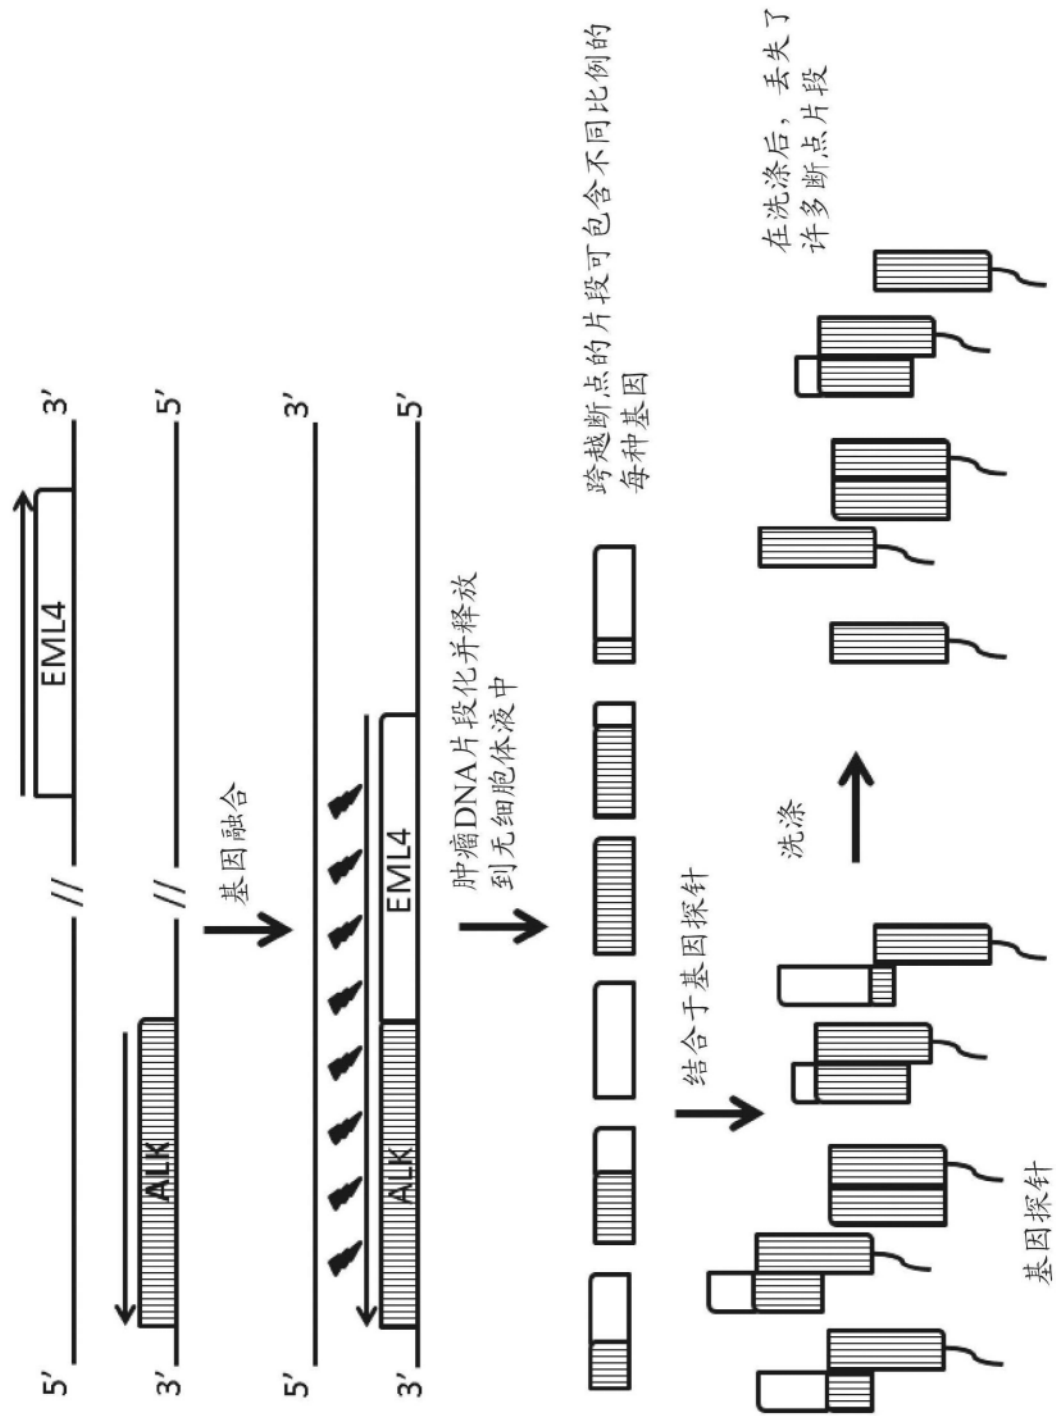 5’
3’
EML4
3’
5’
ALK
基因融合
5’
3’
3’
5’
ALK
EML4
肿瘤DNA片段化并释放
到无细胞体液中
跨越断点的片段可包含不同比例的
每种基因
结合于基因探针
基因探针
洗涤
在洗涤后，丢失了
许多断点片段